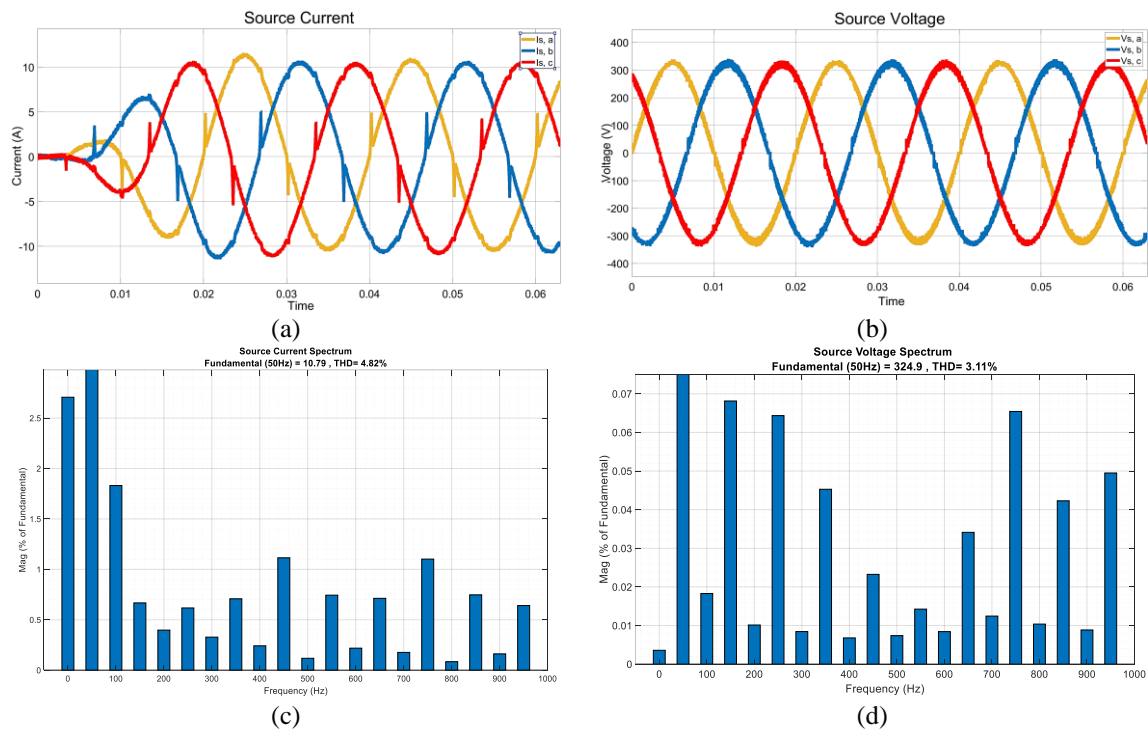 Source Current
Is, a
Is, b
Is, c
10
5
0
-5
-10
Current (A)
0
0.01
0.02
0.03
0.04
0.05
0.06
Time
(a)
Source Voltage
Vs, a
Vs, b
Vs, c
400
300
200
100
0
-100
-200
-300
-400
Voltage (V)
0
0.01
0.02
0.03
0.04
0.05
0.06
Time
(b)
Source Current Spectrum
Fundamental (50Hz) = 10.79 , THD= 4.82%
2.5
2
1.5
1
0.5
0
Mag (% of Fundamental)
0
100
200
300
400
500
600
700
800
900
1000
Frequency (Hz)
(c)
Source Voltage Spectrum
Fundamental (50Hz) = 324.9 , THD= 3.11%
0.07
0.06
0.05
0.04
0.03
0.02
0.01
0
Mag (% of Fundamental)
0
100
200
300
400
500
600
700
800
900
1000
Frequency (Hz)
(d)